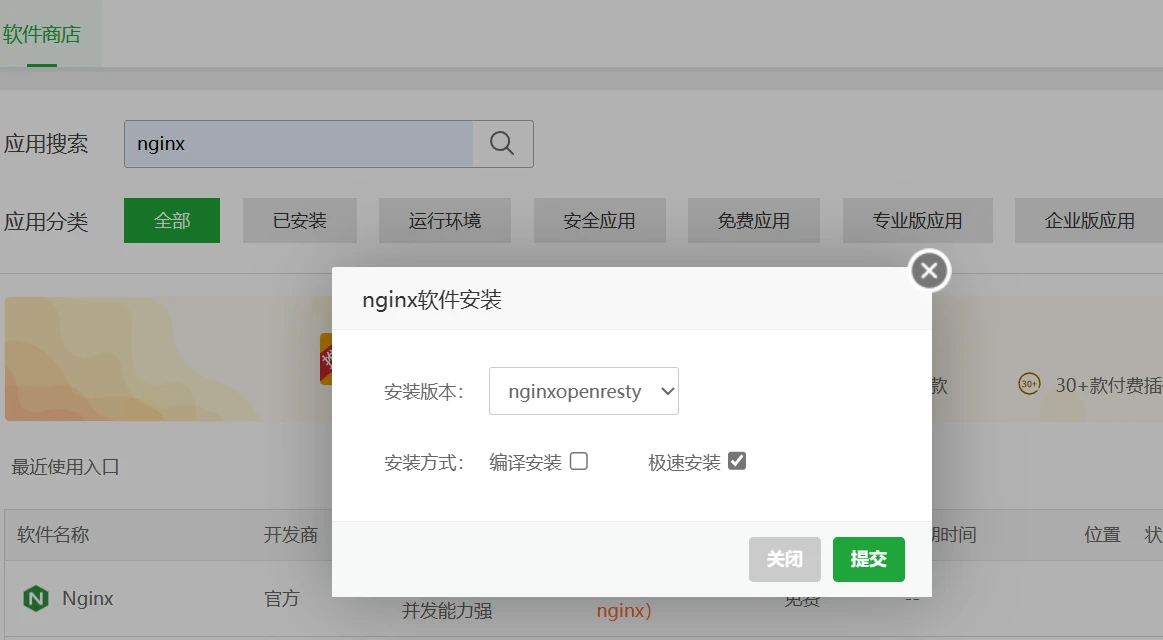 软件商店
应用搜索
nginx
应用分类
全部 已安装 运行环境 安全应用 免费应用 专业版应用 企业版应用
nginx软件安装
安装版本:
nginxopenresty
款
30+
30+款付费插
安装方式:
编译安装
极速安装
最近使用入口
关闭
提交
软件名称 开发商 期时间 位置 状
Nginx 官方 免费 --
并发能力强 nginx)